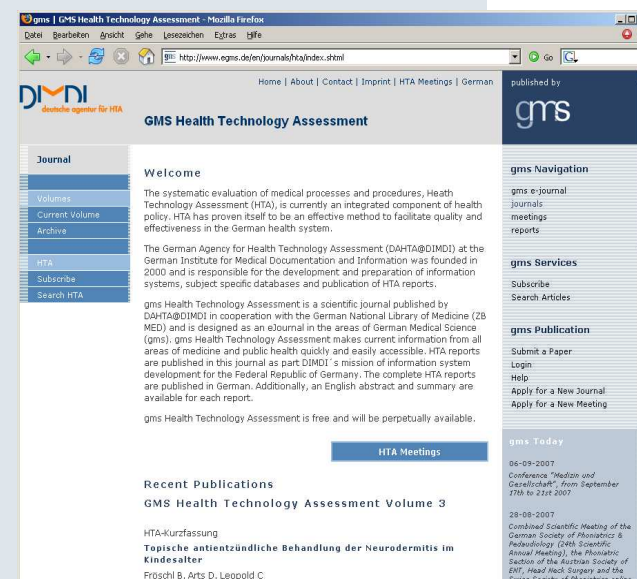 gms | GMS Health Technology Assessment - Mozilla Firefox
Datei Bearbeiten Ansicht Gehe Lesezeichen Extras Hilfe
http://www.egms.de/en/journals/hta/index.shtml
Go
Home | About | Contact | Imprint | HTA Meetings | German
DIMDI
deutsche agentur für HTA
GMS Health Technology Assessment
published by
gms
Journal
Volumes
Current Volume
Archive
HTA
Subscribe
Search HTA
Welcome
The systematic evaluation of medical processes and procedures, Heath
Technology Assessment (HTA), is currently an integrated component of health
policy. HTA has proven itself to be an effective method to facilitate quality and
effectiveness in the German health system.
The German Agency for Health Technology Assessment (DAHTA@DIMDI) at the
German Institute for Medical Documentation and Information was founded in
2000 and is responsible for the development and preparation of information
systems, subject specific databases and publication of HTA reports.
gms Health Technology Assessment is a scientific journal published by
DAHTA@DIMDI in cooperation with the German National Library of Medicine (ZB
MED) and is designed as an eJournal in the areas of German Medical Science
(gms). gms Health Technology Assessment makes current information from all
areas of medicine and public health quickly and easily accessible. HTA reports
are published in this journal as part DIMDI´s mission of information system
development for the Federal Republic of Germany. The complete HTA reports
are published in German. Additionally, an English abstract and summary are
available for each report.
gms Health Technology Assessment is free and will be perpetually available.
HTA Meetings
Recent Publications
GMS Health Technology Assessment Volume 3
HTA-Kurzfassung
Topische antientzündliche Behandlung der Neurodermitis im
Kindesalter
Fröschl B, Arts D, Leopold C
gms Navigation
gms e-journal
journals
meetings
reports
gms Services
Subscribe
Search Articles
gms Publication
Submit a Paper
Login
Help
Apply for a New Journal
Apply for a New Meeting
gms Today
06-09-2007
Conference "Medizin und
Gesellschaft", from September
17th to 21st 2007
28-08-2007
Combined Scientific Meeting of the
German Society of Phoniatrics &
Pedaudiology (24th Scientific
Annual Meeting), the Phoniatric
Section of the Austrian Society of
ENT, Head Neck Surgery and the